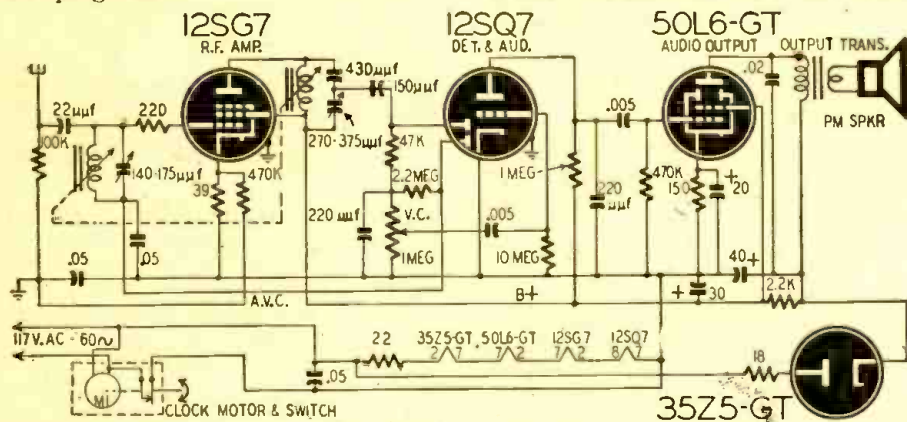 12SG7
R.F. AMP.
12SQ7
DET. & AUD.
50L6-GT
AUDIO OUTPUT
OUTPUT TRANS.
.02
PM SPKR
22µµf
220
100K
140-175µµf
39
470K
.05
.05
A.V.C.
430µµf
150µµf
270-375µµf
47K
2.2MEG
220
µµf
V.C.
1MEG
.005
10 MEG
1 MEG
.005
220
µµf
470K
150
+20
40+
+ 30
2.2K
B+
117V.AC-60~
M
CLOCK MOTOR & SWITCH
.05
22
35Z5-GT 50L6-GT 12SG7 12SQ7
2 7 7 2 7 2 8 7
18
35Z5-GT